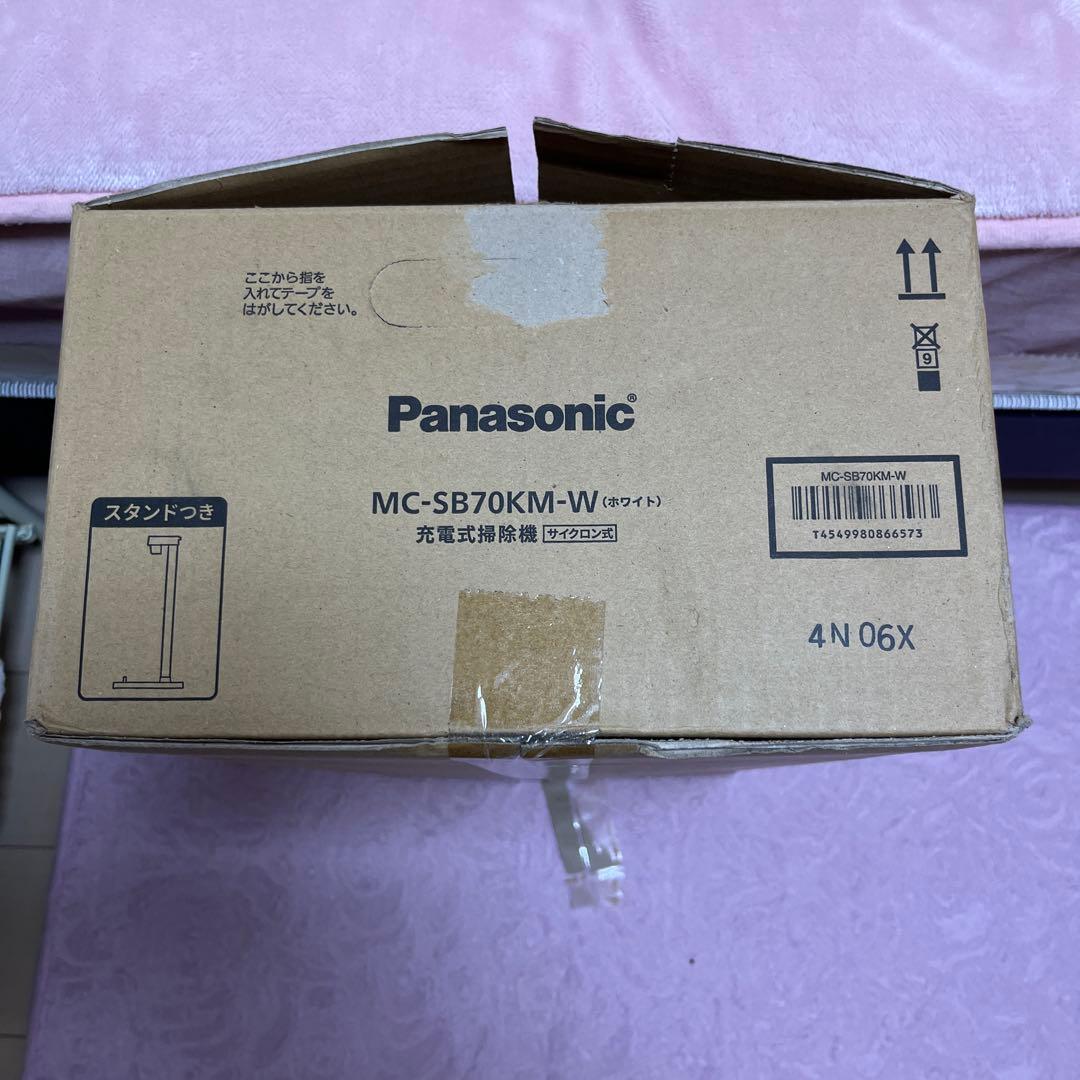 ここから指を
入れてテープを
はがしてください。
9
Panasonic®
MC-SB70KM-W(ホワイト)
充電式掃除機 サイクロン式
スタンドつき
MC-SB70KM-W
T4549980866573
4N 06X